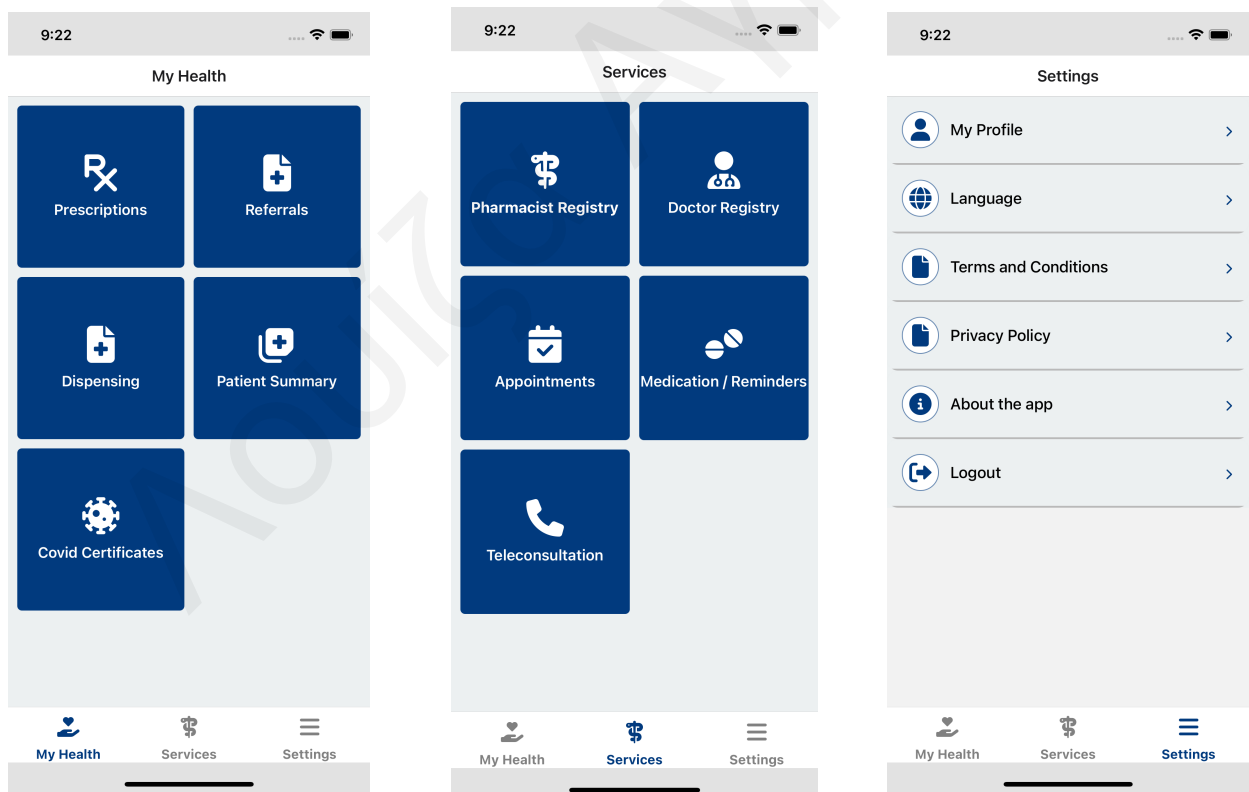 9:22
My Health
Prescriptions
Referrals
Dispensing
Patient Summary
Covid Certificates
My Health
Services
Settings
9:22
Services
Pharmacist Registry
Doctor Registry
Appointments
Medication / Reminders
Teleconsultation
My Health
Services
Settings
9:22
Settings
My Profile
Language
Terms and Conditions
Privacy Policy
About the app
Logout
My Health
Services
Settings
Λουίζα